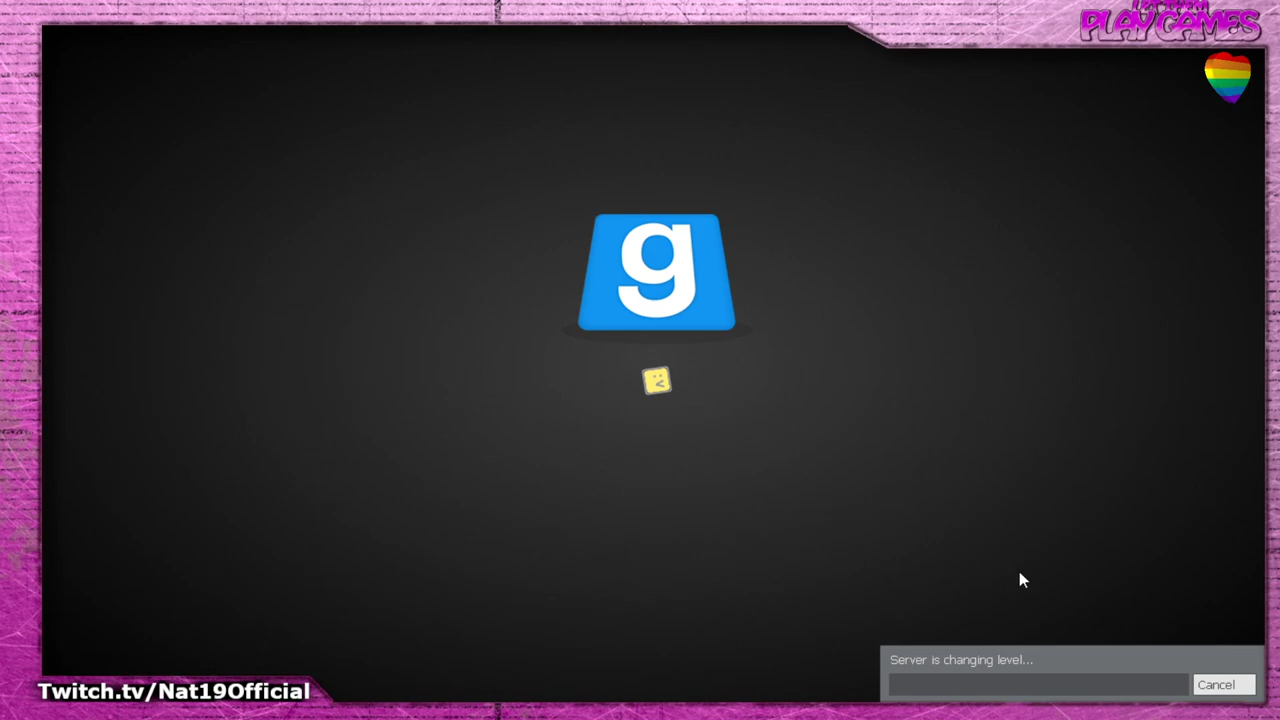 PLAY GAMES
g
Server is changing level...
Cancel
Twitch.tv/Nat19Official